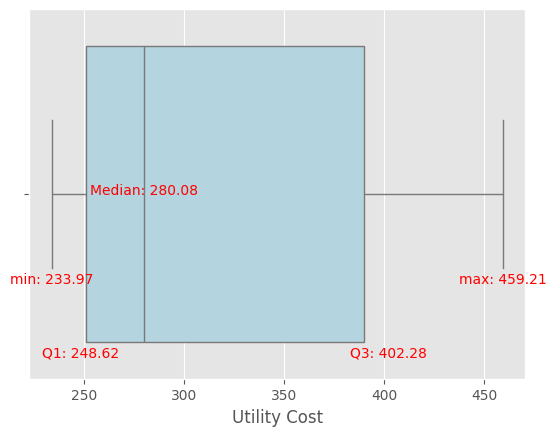 Median: 280.08
min: 233.97
max: 459.21
Q1: 248.62
Q3: 402.28
250
300
350
400
450
Utility Cost